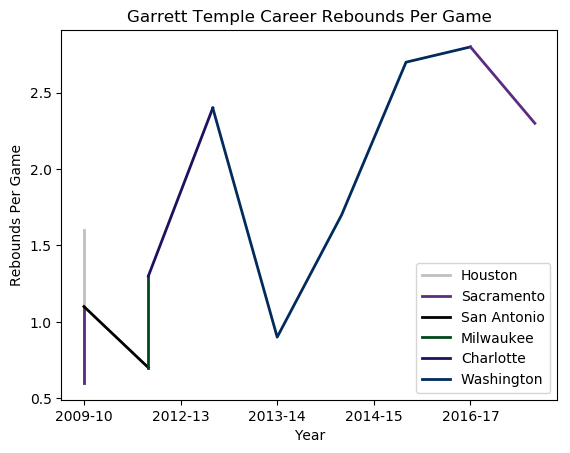 Garrett Temple Career Rebounds Per Game
Rebounds Per Game
2.5
2.0
1.5
1.0
0.5
Houston
Sacramento
San Antonio
Milwaukee
Charlotte
Washington
2009-10 2012-13 2013-14 2014-15 2016-17
Year